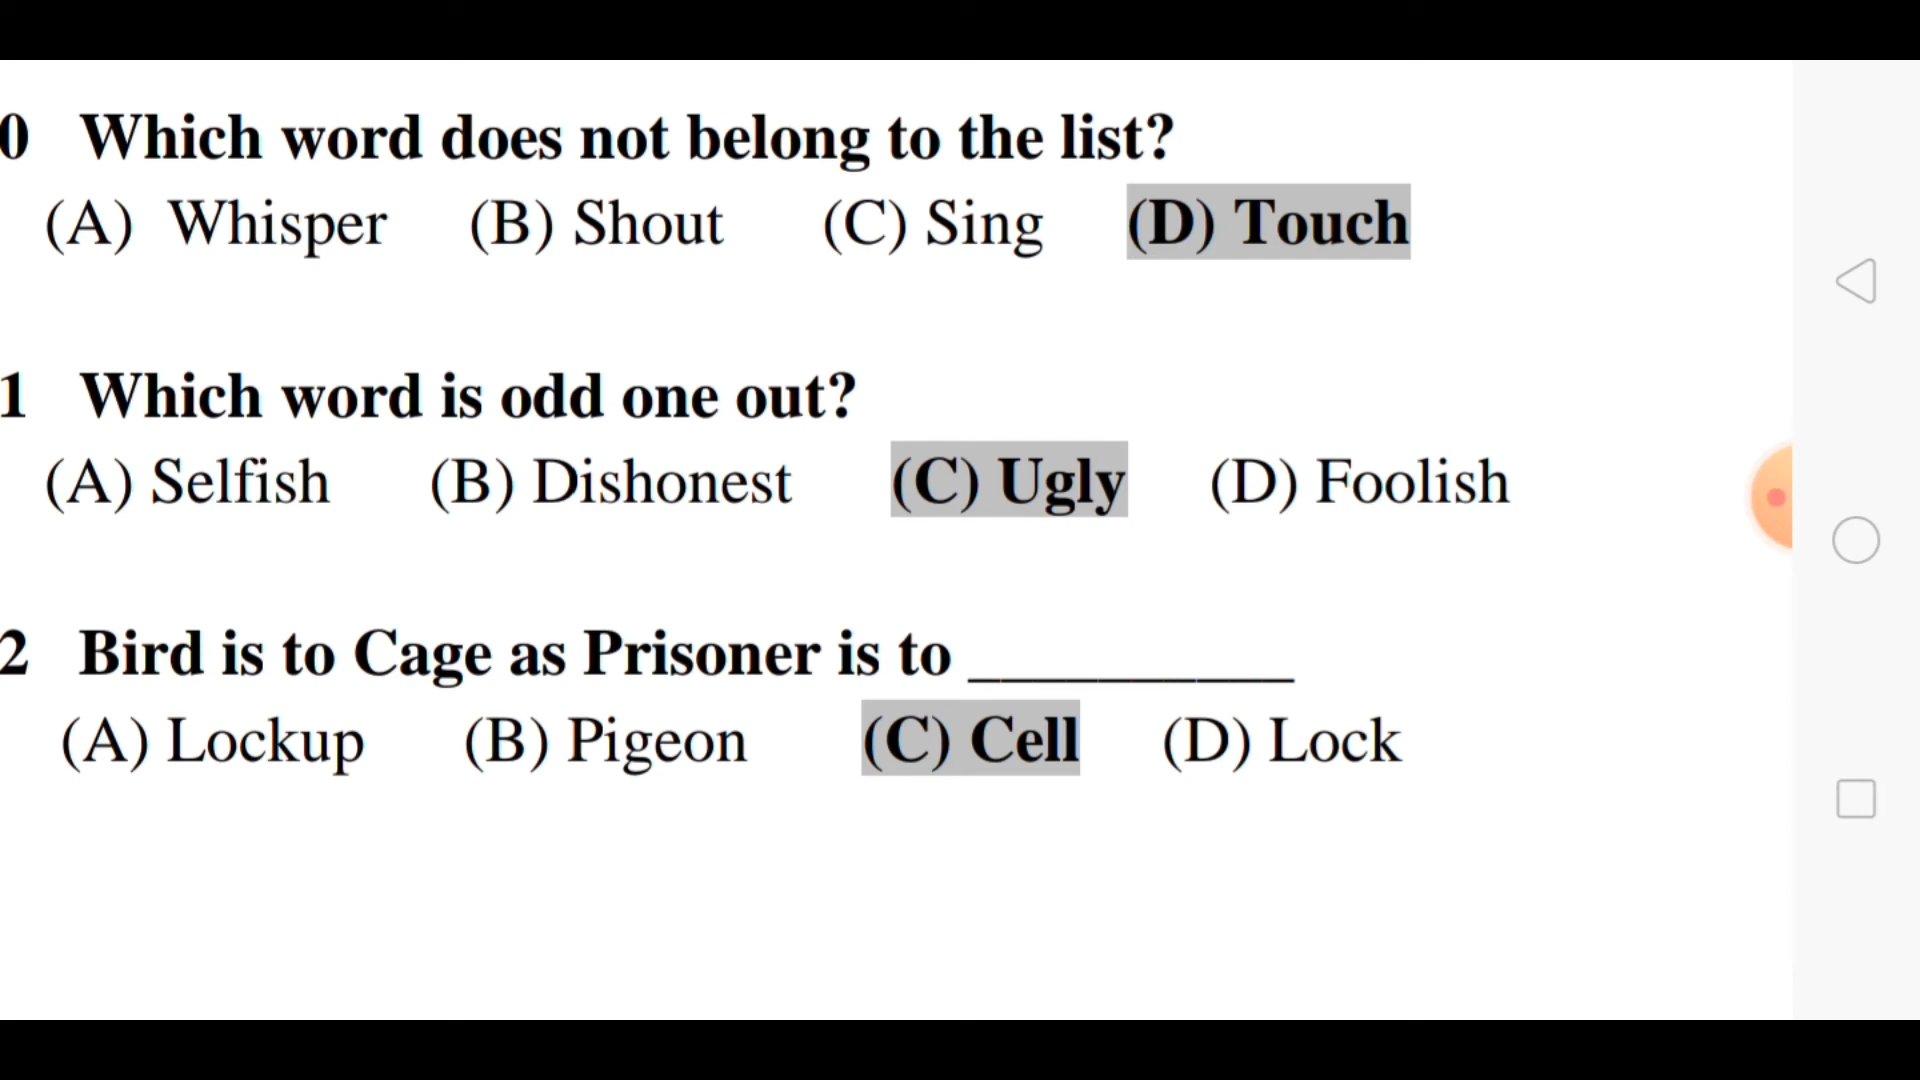 0 Which word does not belong to the list?
(A) Whisper (B) Shout (C) Sing (D) Touch
1 Which word is odd one out?
(A) Selfish (B) Dishonest (C) Ugly (D) Foolish
2 Bird is to Cage as Prisoner is to __________
(A) Lockup (B) Pigeon (C) Cell (D) Lock